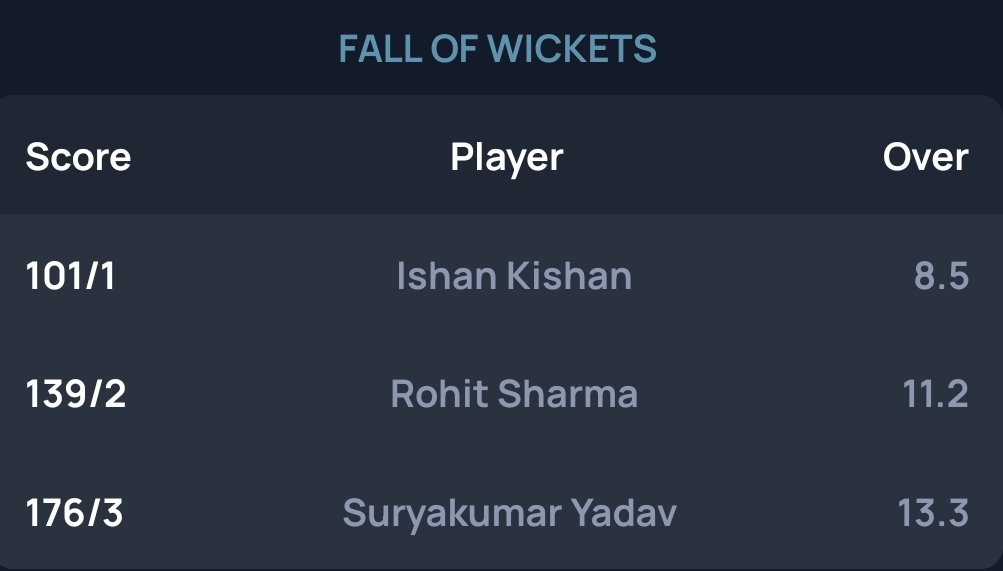 FALL OF WICKETS
Score Player Over
101/1 Ishan Kishan 8.5
139/2 Rohit Sharma 11.2
176/3 Suryakumar Yadav 13.3